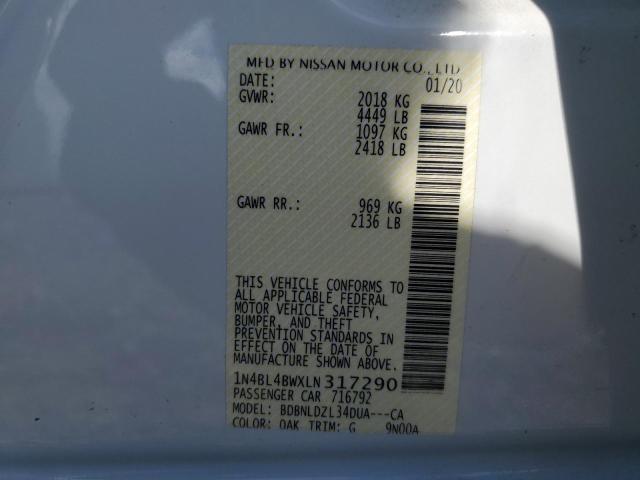 MFD BY NISSAN MOTOR CO., LTD
DATE: 01/20
GVWR: 2018 KG
4449 LB
GAWR FR.: 1097 KG
2418 LB
GAWR RR.: 969 KG
2136 LB
THIS VEHICLE CONFORMS TO
ALL APPLICABLE FEDERAL
MOTOR VEHICLE SAFETY,
BUMPER, AND THEFT
PREVENTION STANDARDS IN
EFFECT ON THE DATE OF
MANUFACTURE SHOWN ABOVE.
1N4BL4BWXLN317290
PASSENGER CAR 716792
MODEL: BDBNLDZL34DUA---CA
COLOR: QAK TRIM: G 9N00A